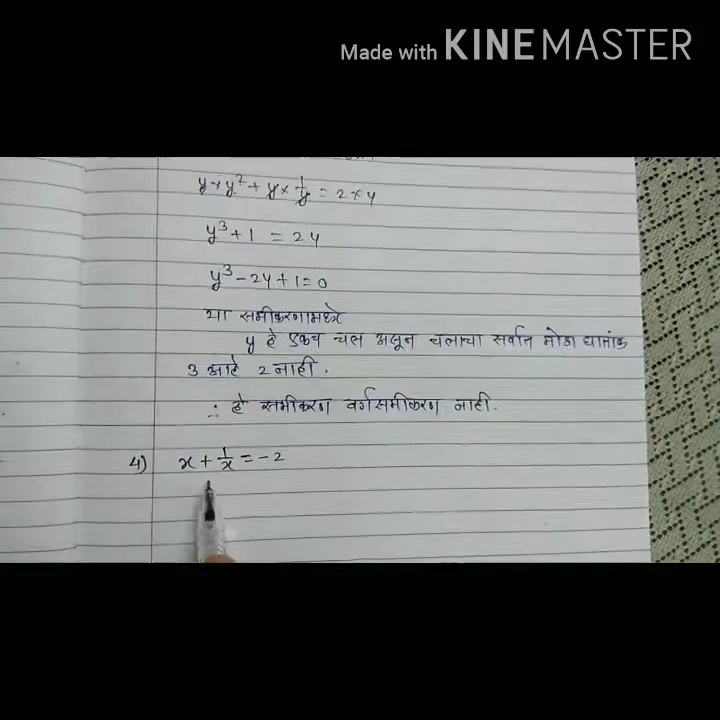 Made with KINEMASTER
y × y² + y × 1/y = 2 × y
y³ + 1 = 2y
y³ - 2y + 1 = 0
या समीकरणामध्ये
y हे एकच चल असून चलाचा सर्वात मोठा घातांक
3 आहे 2 नाही.
∴ हे समीकरण वर्गसमीकरण नाही.
4) x + 1/x = -2